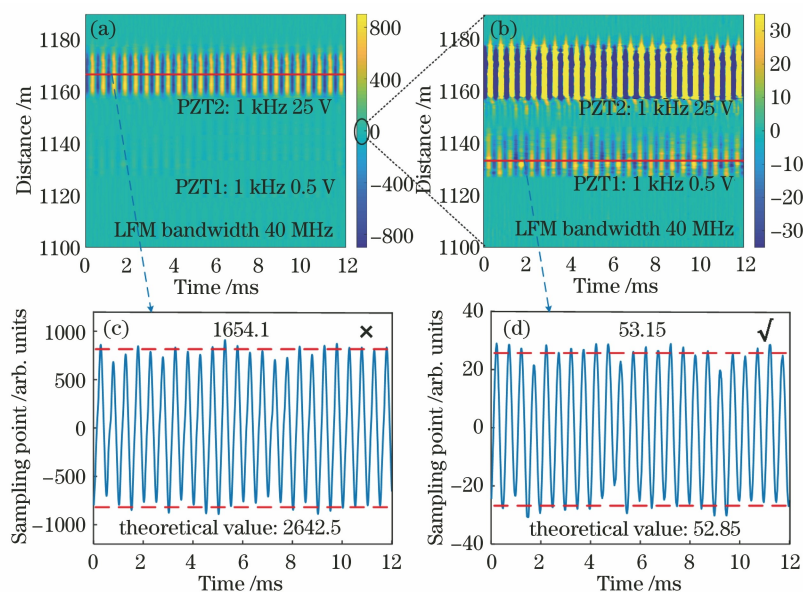 (a)
1180
1160
1140
1120
1100
Distance /m
PZT2: 1 kHz 25 V
PZT1: 1 kHz 0.5 V
LFM bandwidth 40 MHz
0 2 4 6 8 10 12
Time /ms
800
400
0
−400
−800
(b)
1180
1160
1140
1120
1100
Distance /m
PZT2: 1 kHz 25 V
PZT1: 1 kHz 0.5 V
LFM bandwidth 40 MHz
0 2 4 6 8 10 12
Time /ms
30
20
10
0
−10
−20
−30
(c)
1654.1 ×
1000
500
0
−500
−1000
Sampling point /arb. units
theoretical value: 2642.5
0 2 4 6 8 10 12
Time /ms
(d)
53.15 √
40
20
0
−20
−40
Sampling point /arb. units
theoretical value: 52.85
0 2 4 6 8 10 12
Time /ms